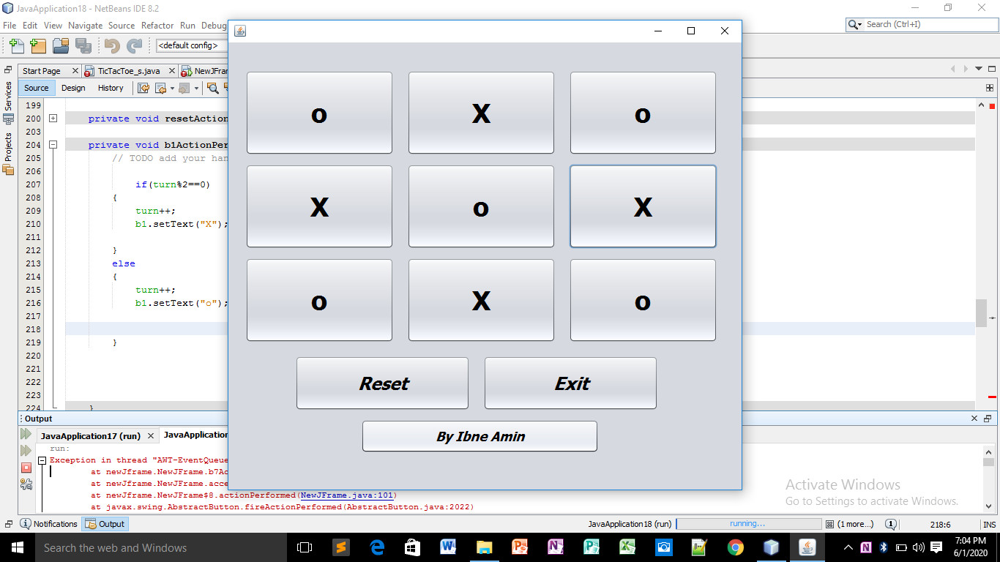 JavaApplication18 - NetBeans IDE 8.2
File Edit View Navigate Source Refactor Run Debug
Search (Ctrl+I)
<default config>
Start Page TicTacToe_s.java NewJFra
Services
Projects
Source Design History
199
200 private void resetAction
203
204 private void b1ActionPer
205 // TODO add your han
206
207 if(turn%2==0)
208 {
209 turn++;
210 b1.setText("X");
211
212 }
213 else
214 {
215 turn++;
216 b1.setText("o");
217
218
219 }
220
221
222
223
224 }
o X o
X o X
o X o
Reset Exit
By Ibne Amin
Output
JavaApplication17 (run) JavaApplication
run:
Exception in thread "AWT-EventQueue
at newJframe.NewJFrame.b7Ac
at newJframe.NewJFrame.acce
at newJframe.NewJFrame$8.actionPerformed(NewJFrame.java:101)
at javax.swing.AbstractButton.fireActionPerformed(AbstractButton.java:2022)
Activate Windows
Go to Settings to activate Windows.
Notifications Output JavaApplication18 (run) running... (1 more...) 1 218:6 INS
Search the web and Windows
7:04 PM
6/1/2020